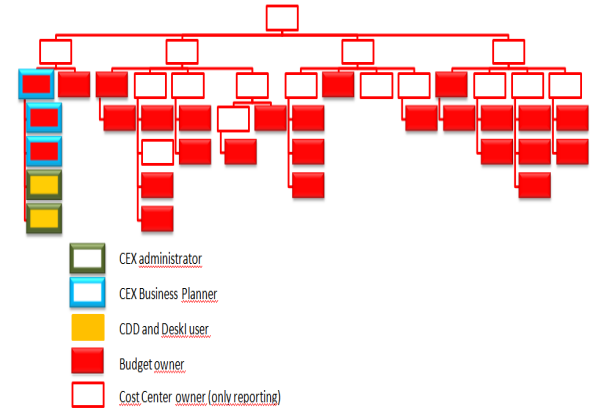 CEX administrator
CEX Business Planner
CDD and DeskI user
Budget owner
Cost Center owner (only reporting)